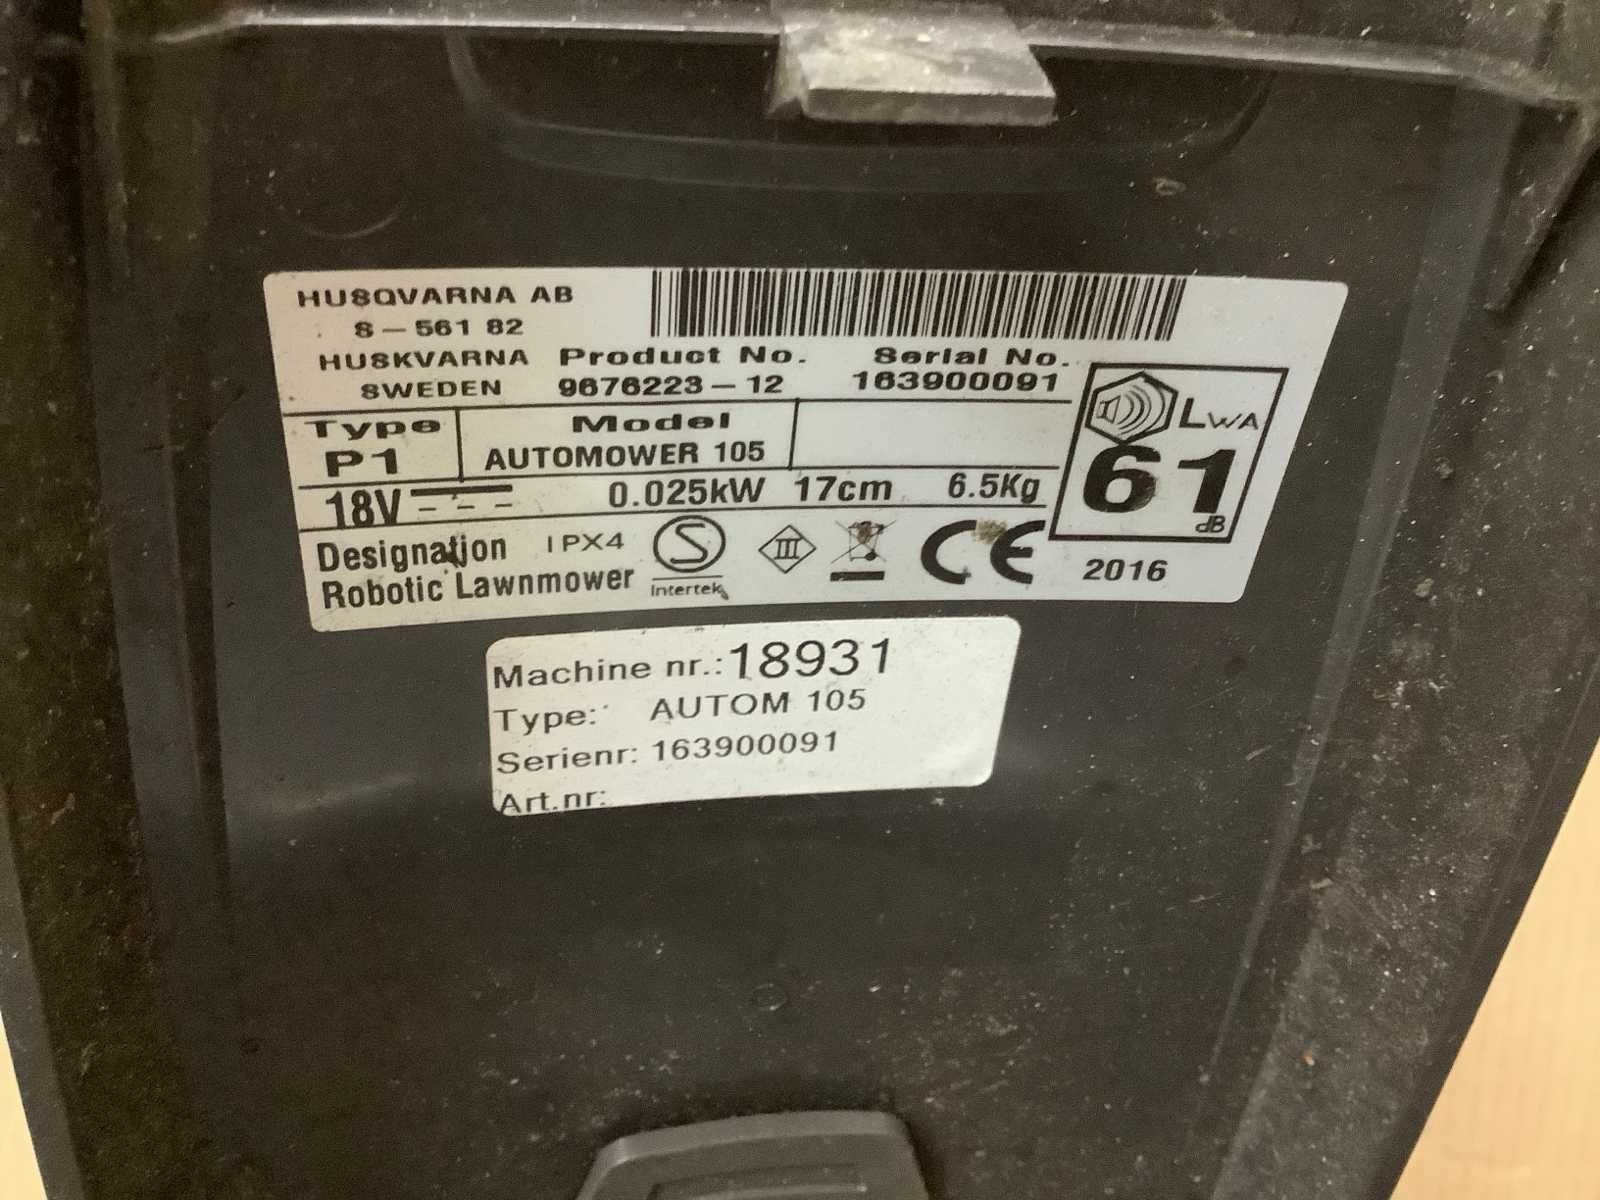 HUSQVARNA AB
S-561 82
HUSKVARNA
SWEDEN
Product No. Serial No.
9676223-12 163900091
Type Model
P1 AUTOMOWER 105
18V 0.025kW 17cm 6.5Kg
LWA
61
dB
Designation IPX4
Robotic Lawnmower
S
Intertek
III
CE
2016
Machine nr.: 18931
Type: AUTOM 105
Serienr: 163900091
Art.nr: